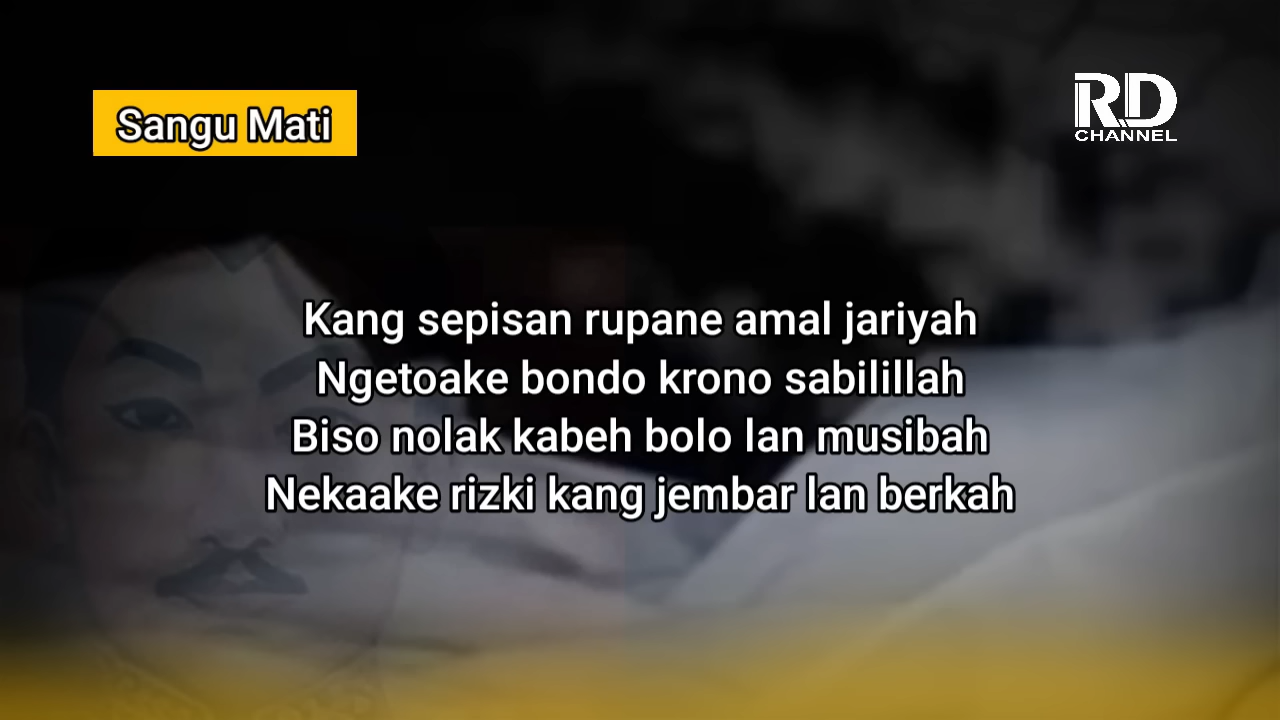 Sangu Mati
RD
CHANNEL
Kang sepisan rupane amal jariyah
Ngetoake bondo krono sabilillah
Biso nolak kabeh bolo lan musibah
Nekaake rizki kang jembar lan berkah